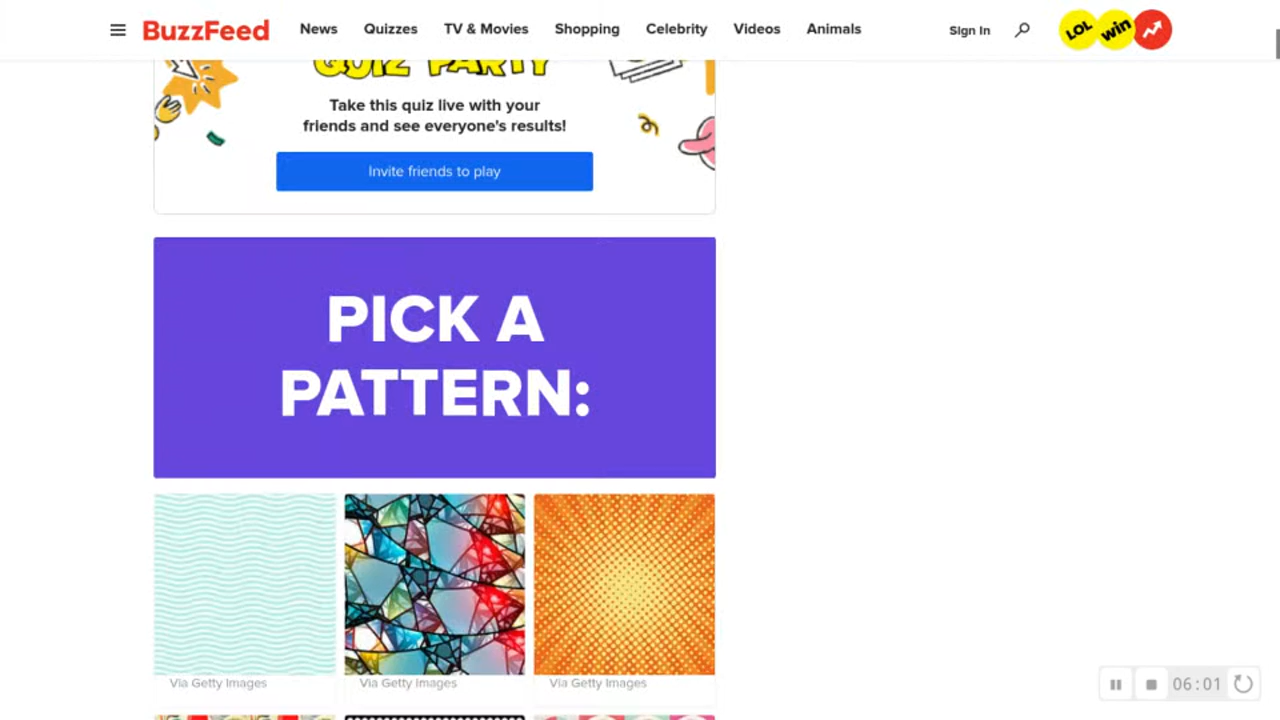 BuzzFeed News Quizzes TV & Movies Shopping Celebrity Videos Animals Sign In LOL win
QUIZ PARTY
Take this quiz live with your
friends and see everyone's results!
Invite friends to play
PICK A
PATTERN:
Via Getty Images Via Getty Images Via Getty Images
06:01